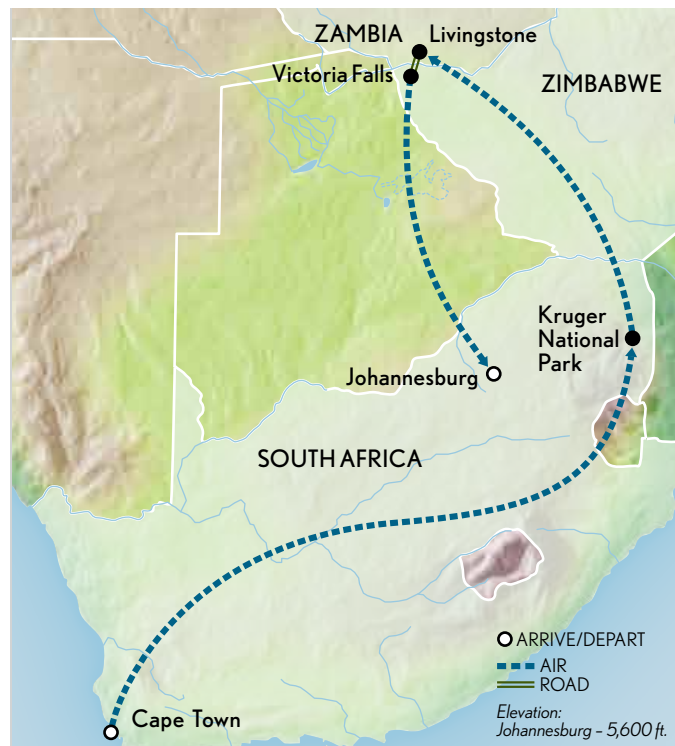 ZAMBIA
Livingstone
Victoria Falls
ZIMBABWE
Kruger
National
Park
Johannesburg
SOUTH AFRICA
Cape Town
ARRIVE/DEPART
AIR
ROAD
Elevation:
Johannesburg – 5,600 ft.